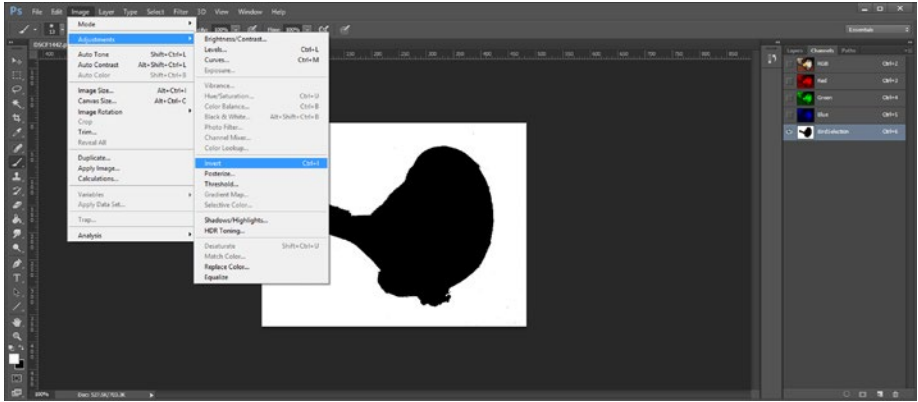 Ps File Edit Image Layer Type Select Filter 3D View Window Help
Essentials
Mode
Adjustments
Auto Tone Shift+Ctrl+L
Auto Contrast Alt+Shift+Ctrl+L
Auto Color Shift+Ctrl+B
Image Size... Alt+Ctrl+I
Canvas Size... Alt+Ctrl+C
Image Rotation
Crop
Trim...
Reveal All
Duplicate...
Apply Image...
Calculations...
Variables
Apply Data Set...
Trap...
Analysis
Brightness/Contrast...
Levels... Ctrl+L
Curves... Ctrl+M
Exposure...
Vibrance...
Hue/Saturation... Ctrl+U
Color Balance... Ctrl+B
Black & White... Alt+Shift+Ctrl+B
Photo Filter...
Channel Mixer...
Color Lookup...
Invert Ctrl+I
Posterize...
Threshold...
Gradient Map...
Selective Color...
Shadows/Highlights...
HDR Toning...
Desaturate Shift+Ctrl+U
Match Color...
Replace Color...
Equalize
Layers Channels Paths
RGB Ctrl+2
Red Ctrl+3
Green Ctrl+4
Blue Ctrl+5
BirdSelection Ctrl+6
100%